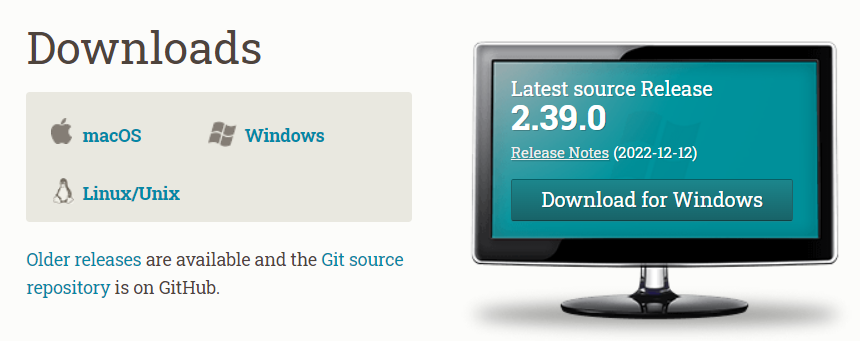 Downloads
macOS
Windows
Linux/Unix
Older releases are available and the Git source
repository is on GitHub.
Latest source Release
2.39.0
Release Notes (2022-12-12)
Download for Windows